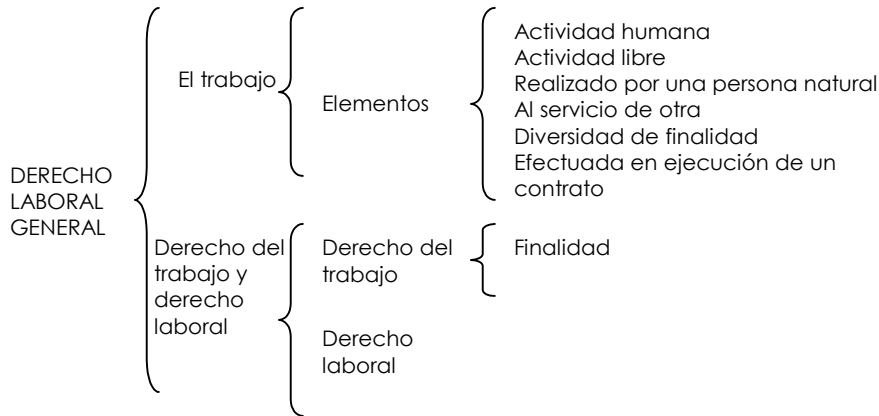 DERECHO
LABORAL
GENERAL
El trabajo
Elementos
Actividad humana
Actividad libre
Realizado por una persona natural
Al servicio de otra
Diversidad de finalidad
Efectuada en ejecución de un
contrato
Derecho del
trabajo y
derecho
laboral
Derecho del
trabajo
Finalidad
Derecho
laboral